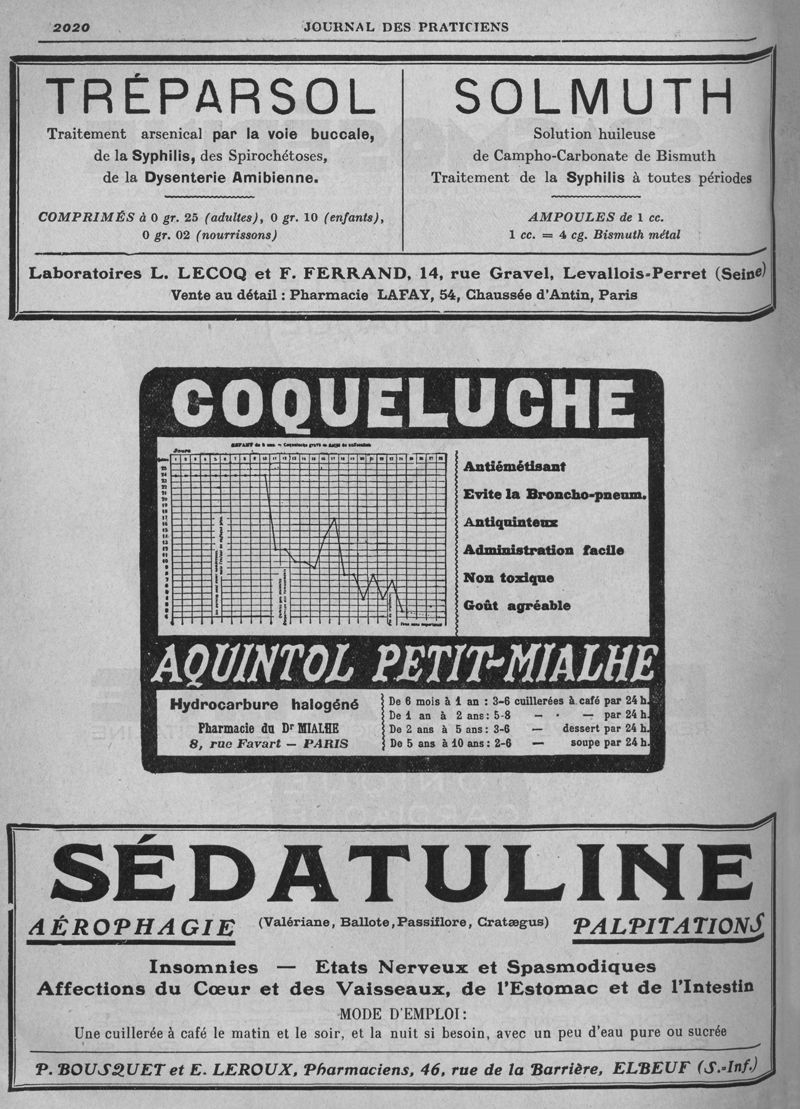 2020 JOURNAL DES PRATICIENS
TRÉPARSOL
Traitement arsenical par la voie buccale,
de la Syphilis, des Spirochétoses,
de la Dysenterie Amibienne.
COMPRIMÉS à 0 gr. 25 (adultes), 0 gr. 10 (enfants),
0 gr. 02 (nourrissons)
SOLMUTH
Solution huileuse
de Campho-Carbonate de Bismuth
Traitement de la Syphilis à toutes périodes
AMPOULES de 1 cc.
1 cc. = 4 cg. Bismuth métal
Laboratoires L. LECOQ et F. FERRAND, 14, rue Gravel, Levallois-Perret (Seine)
Vente au détail : Pharmacie LAFAY, 54, Chaussée d'Antin, Paris
COQUELUCHE
Jours
Antiémétisant
Evite la Broncho-pneum.
Antiquinteux
Administration facile
Non toxique
Goût agréable
AQUINTOL PETIT-MIALHE
Hydrocarbure halogéné
Pharmacie du Dr MIALHE
8, rue Favart — PARIS
De 6 mois à 1 an : 3-6 cuillerées à café par 24 h.
De 1 an à 2 ans : 5-8 — • — par 24 h.
De 2 ans à 5 ans : 3-6 — dessert par 24 h.
De 5 ans à 10 ans : 2-6 — soupe par 24 h.
SÉDATULINE
AÉROPHAGIE (Valériane, Ballote, Passiflore, Cratægus) PALPITATIONS
Insomnies — Etats Nerveux et Spasmodiques
Affections du Cœur et des Vaisseaux, de l'Estomac et de l'Intestin
MODE D'EMPLOI :
Une cuillerée à café le matin et le soir, et la nuit si besoin, avec un peu d'eau pure ou sucrée
P. BOUSQUET et E. LEROUX, Pharmaciens, 46, rue de la Barrière, ELBEUF (S.-Inf.)